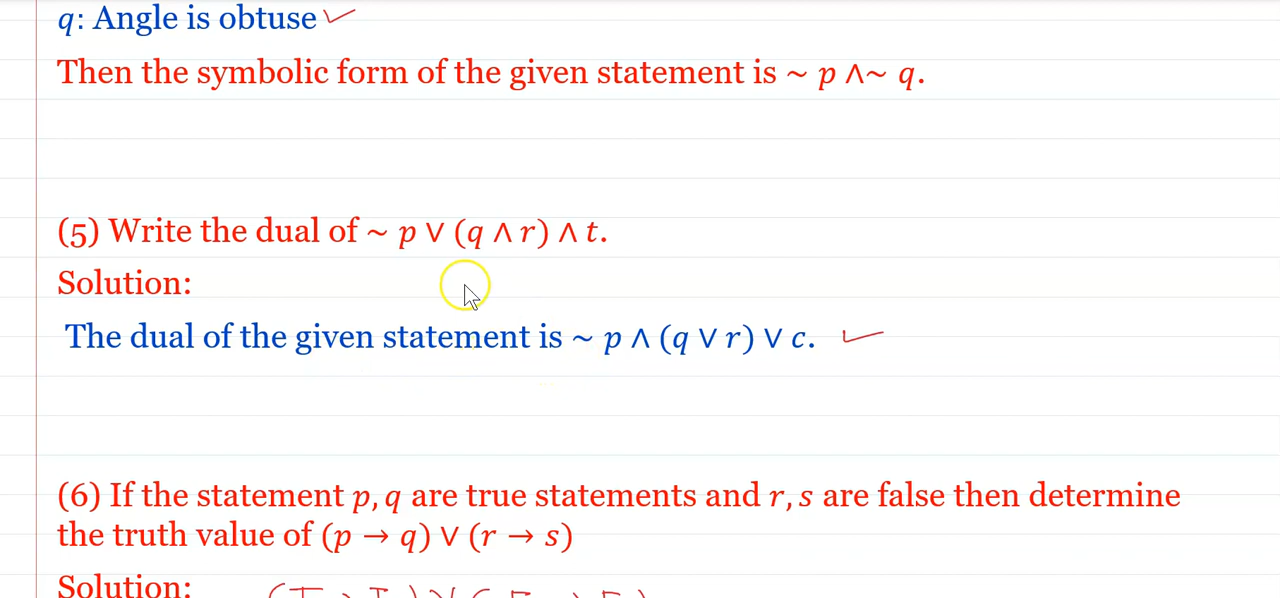 q: Angle is obtuse
Then the symbolic form of the given statement is ~ p ∧~ q.
(5) Write the dual of ~ p ∨ (q ∧ r) ∧ t.
Solution:
The dual of the given statement is ~ p ∧ (q ∨ r) ∨ c.
(6) If the statement p, q are true statements and r, s are false then determine
the truth value of (p → q) ∨ (r → s)
Solution: